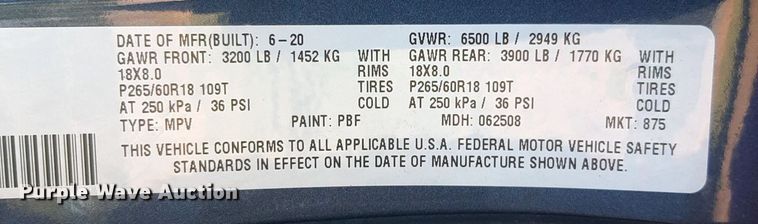 DATE OF MFR(BUILT): 6-20 GVWR: 6500 LB / 2949 KG
GAWR FRONT: 3200 LB / 1452 KG WITH GAWR REAR: 3900 LB / 1770 KG WITH
18X8.0 RIMS 18X8.0 RIMS
P265/60R18 109T TIRES P265/60R18 109T TIRES
AT 250 kPa / 36 PSI COLD AT 250 kPa / 36 PSI COLD
TYPE: MPV PAINT: PBF MDH: 062508 MKT: 875
THIS VEHICLE CONFORMS TO ALL APPLICABLE U.S.A. FEDERAL MOTOR VEHICLE SAFETY
STANDARDS IN EFFECT ON THE DATE OF MANUFACTURE SHOWN ABOVE.
Purple Wave Auction